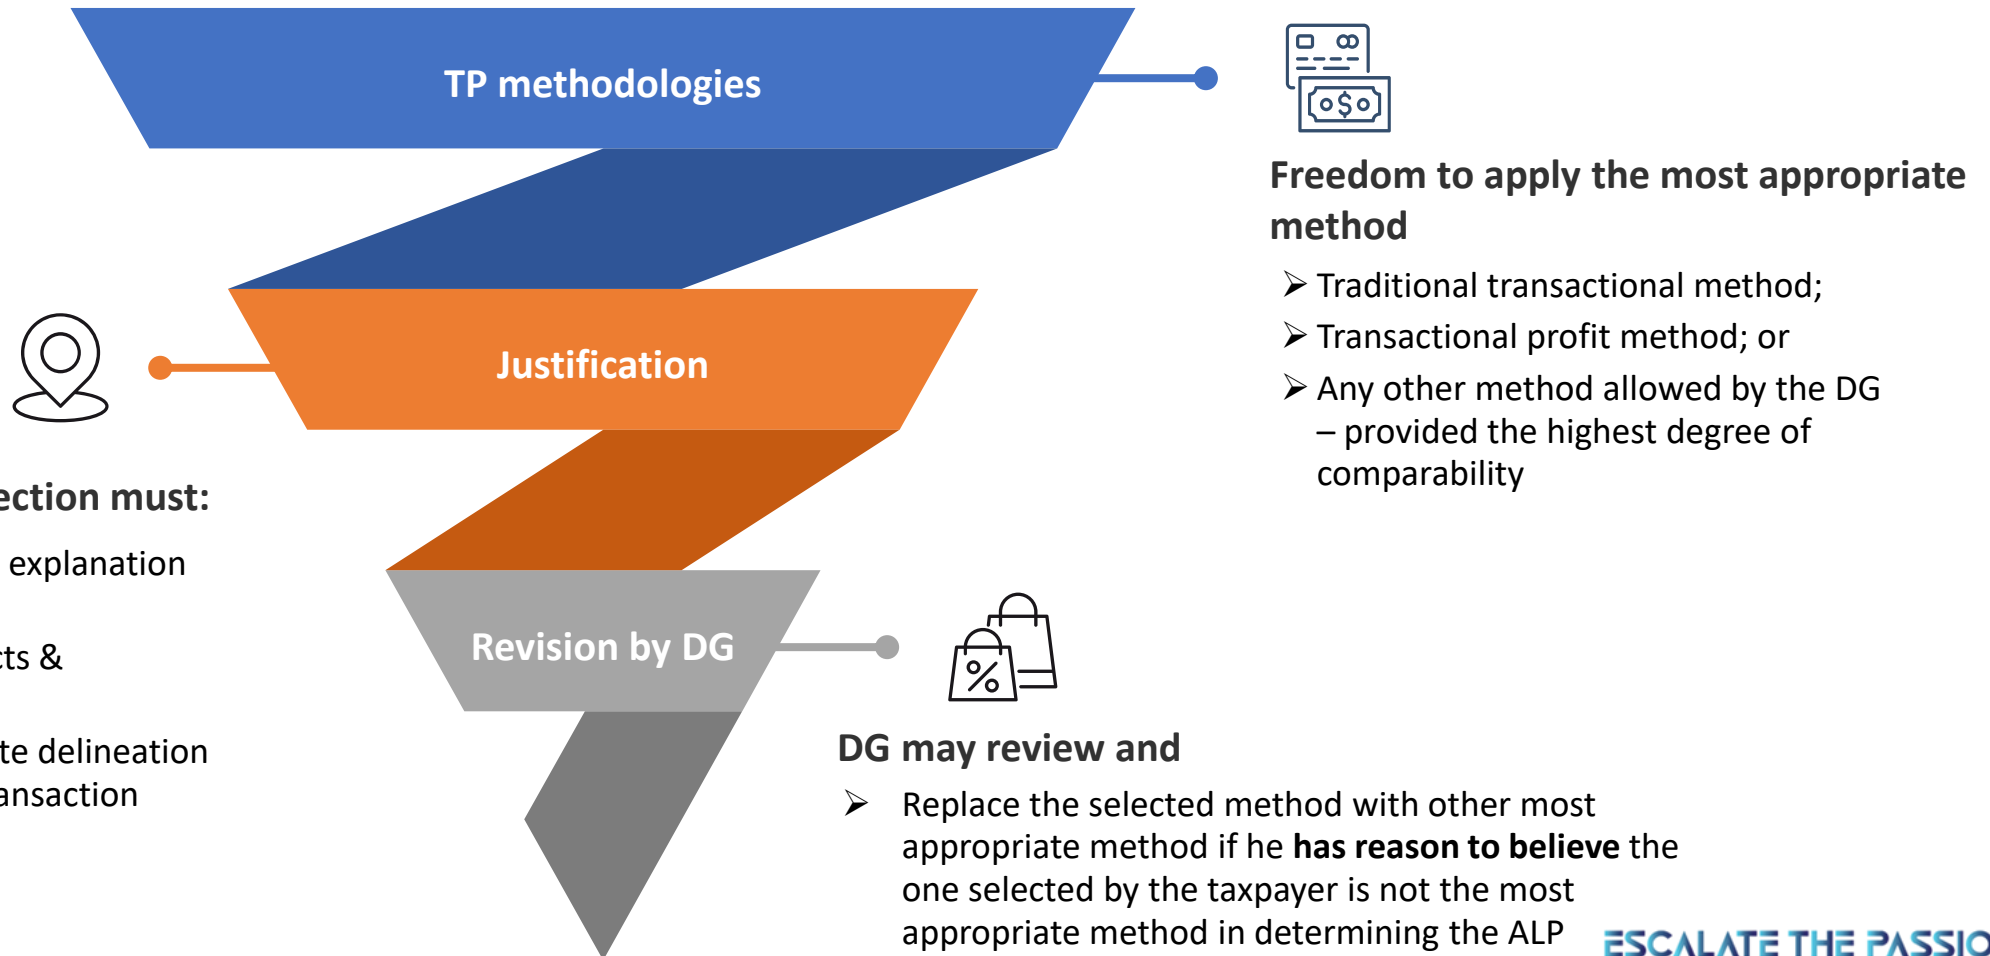 TP methodologies
Freedom to apply the most appropriate
method
➢ Traditional transactional method;
➢ Transactional profit method; or
➢ Any other method allowed by the DG
– provided the highest degree of
comparability
Justification
ection must:
explanation
cts &
te delineation
ansaction
Revision by DG
DG may review and
➢ Replace the selected method with other most
appropriate method if he has reason to believe the
one selected by the taxpayer is not the most
appropriate method in determining the ALP
ESCALATE THE PASSIO